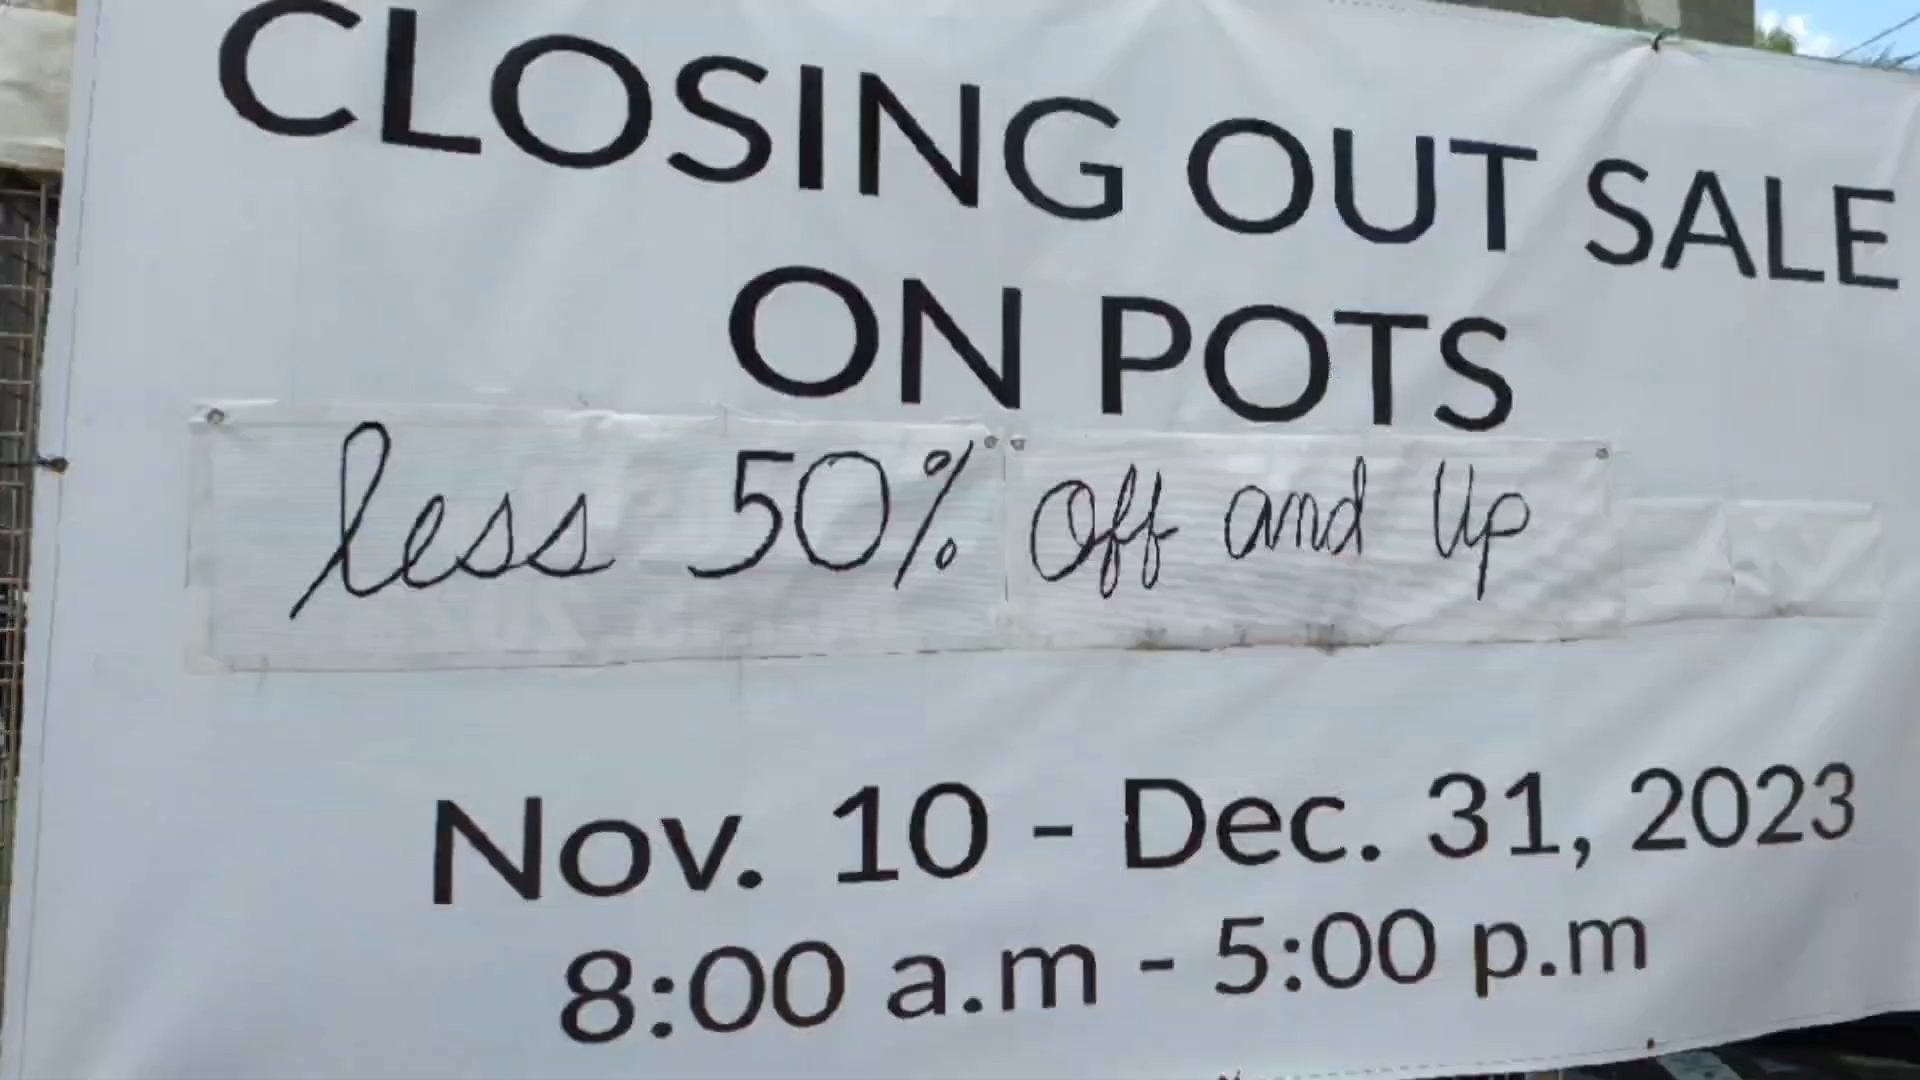 CLOSING OUT SALE
ON POTS
less 50% Off and Up
Nov. 10 - Dec. 31, 2023
8:00 a.m - 5:00 p.m